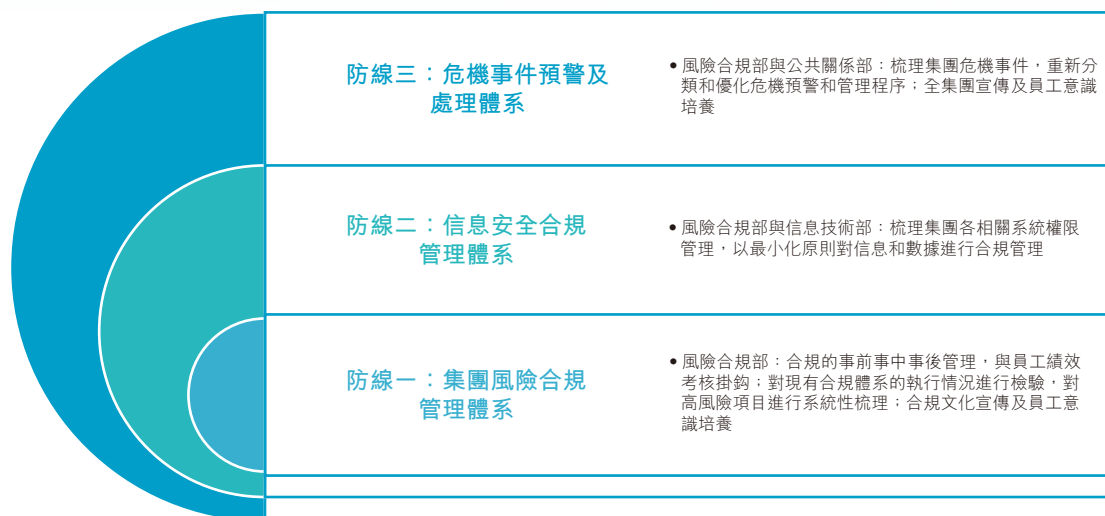 防線三：危機事件預警及
處理體系
• 風險合規部與公共關係部：梳理集團危機事件，重新分
類和優化危機預警和管理程序；全集團宣傳及員工意識
培養
防線二：信息安全合規
管理體系
• 風險合規部與信息技術部：梳理集團各相關系統權限
管理，以最小化原則對信息和數據進行合規管理
防線一：集團風險合規
管理體系
• 風險合規部：合規的事前事中事後管理，與員工績效
考核掛鈎；對現有合規體系的執行情況進行檢驗，對
高風險項目進行系統性梳理；合規文化宣傳及員工意
識培養